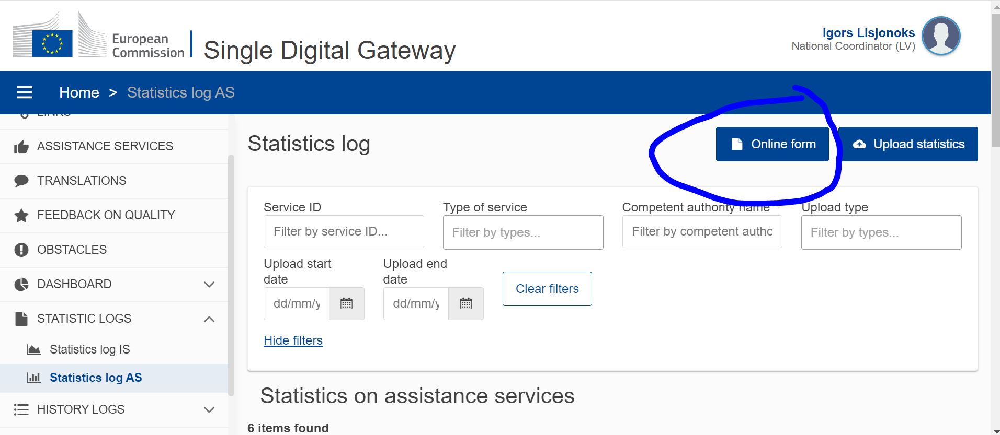 European
Commission
Single Digital Gateway
Igors Lisjonoks
National Coordinator (LV)
Home > Statistics log AS
LINKS
ASSISTANCE SERVICES
TRANSLATIONS
FEEDBACK ON QUALITY
OBSTACLES
DASHBOARD
STATISTIC LOGS
Statistics log IS
Statistics log AS
HISTORY LOGS
Statistics log
Online form
Upload statistics
Service ID
Filter by service ID...
Type of service
Filter by types...
Competent authority name
Filter by competent autho
Upload type
Filter by types...
Upload start
date
dd/mm/y
Upload end
date
dd/mm/y
Clear filters
Hide filters
Statistics on assistance services
6 items found